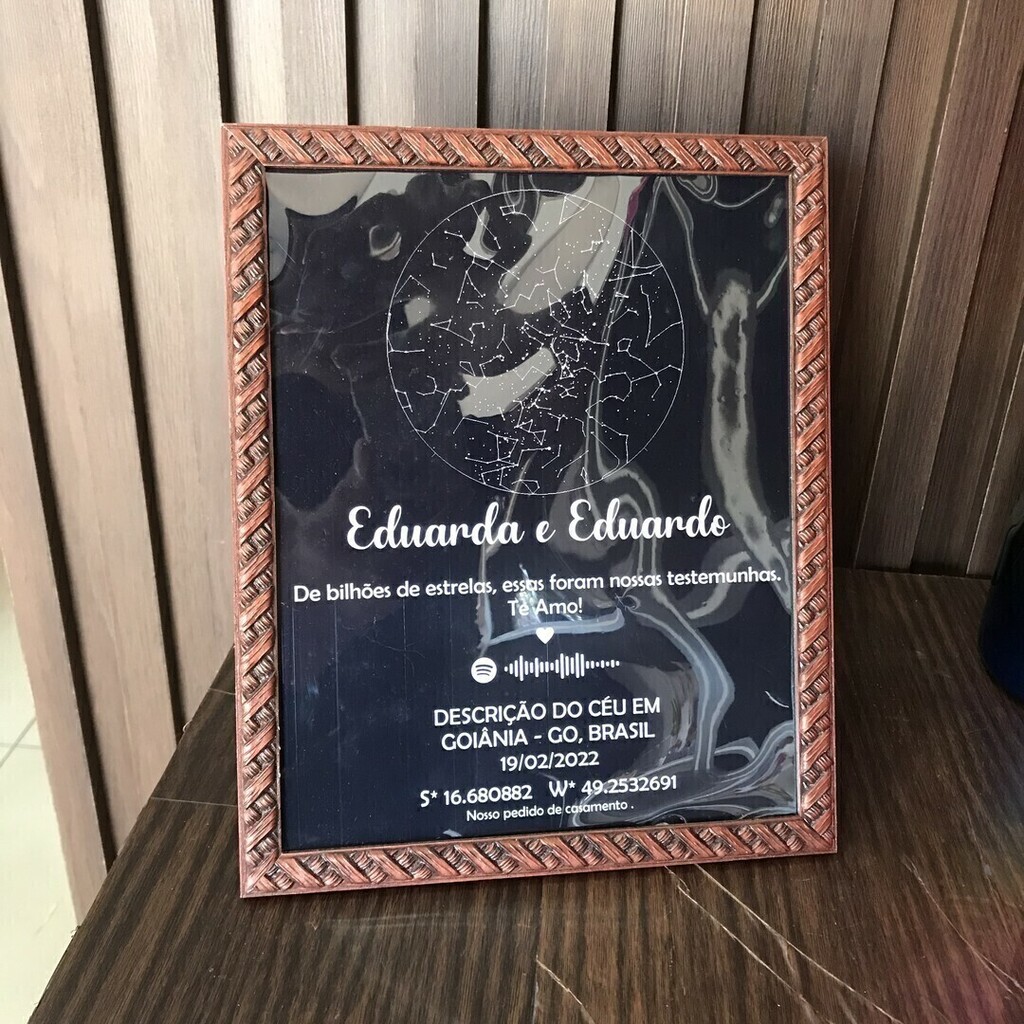 Eduarda e Eduardo
De bilhões de estrelas, essas foram nossas testemunhas.
Te Amo!
DESCRIÇÃO DO CÉU EM
GOIÂNIA - GO, BRASIL
19/02/2022
S* 16.680882 W* 49.2532691
Nosso pedido de casamento .